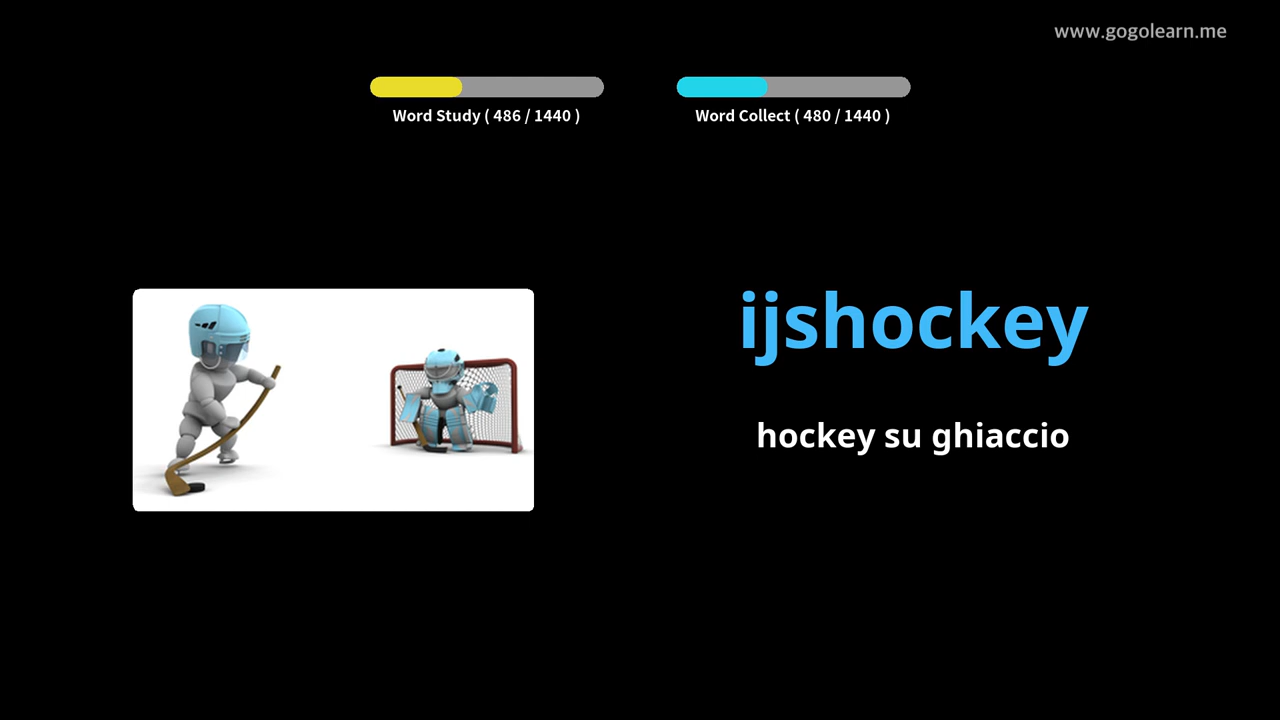 www.gogolearn.me
Word Study ( 486 / 1440 )
Word Collect ( 480 / 1440 )
ijshockey
hockey su ghiaccio